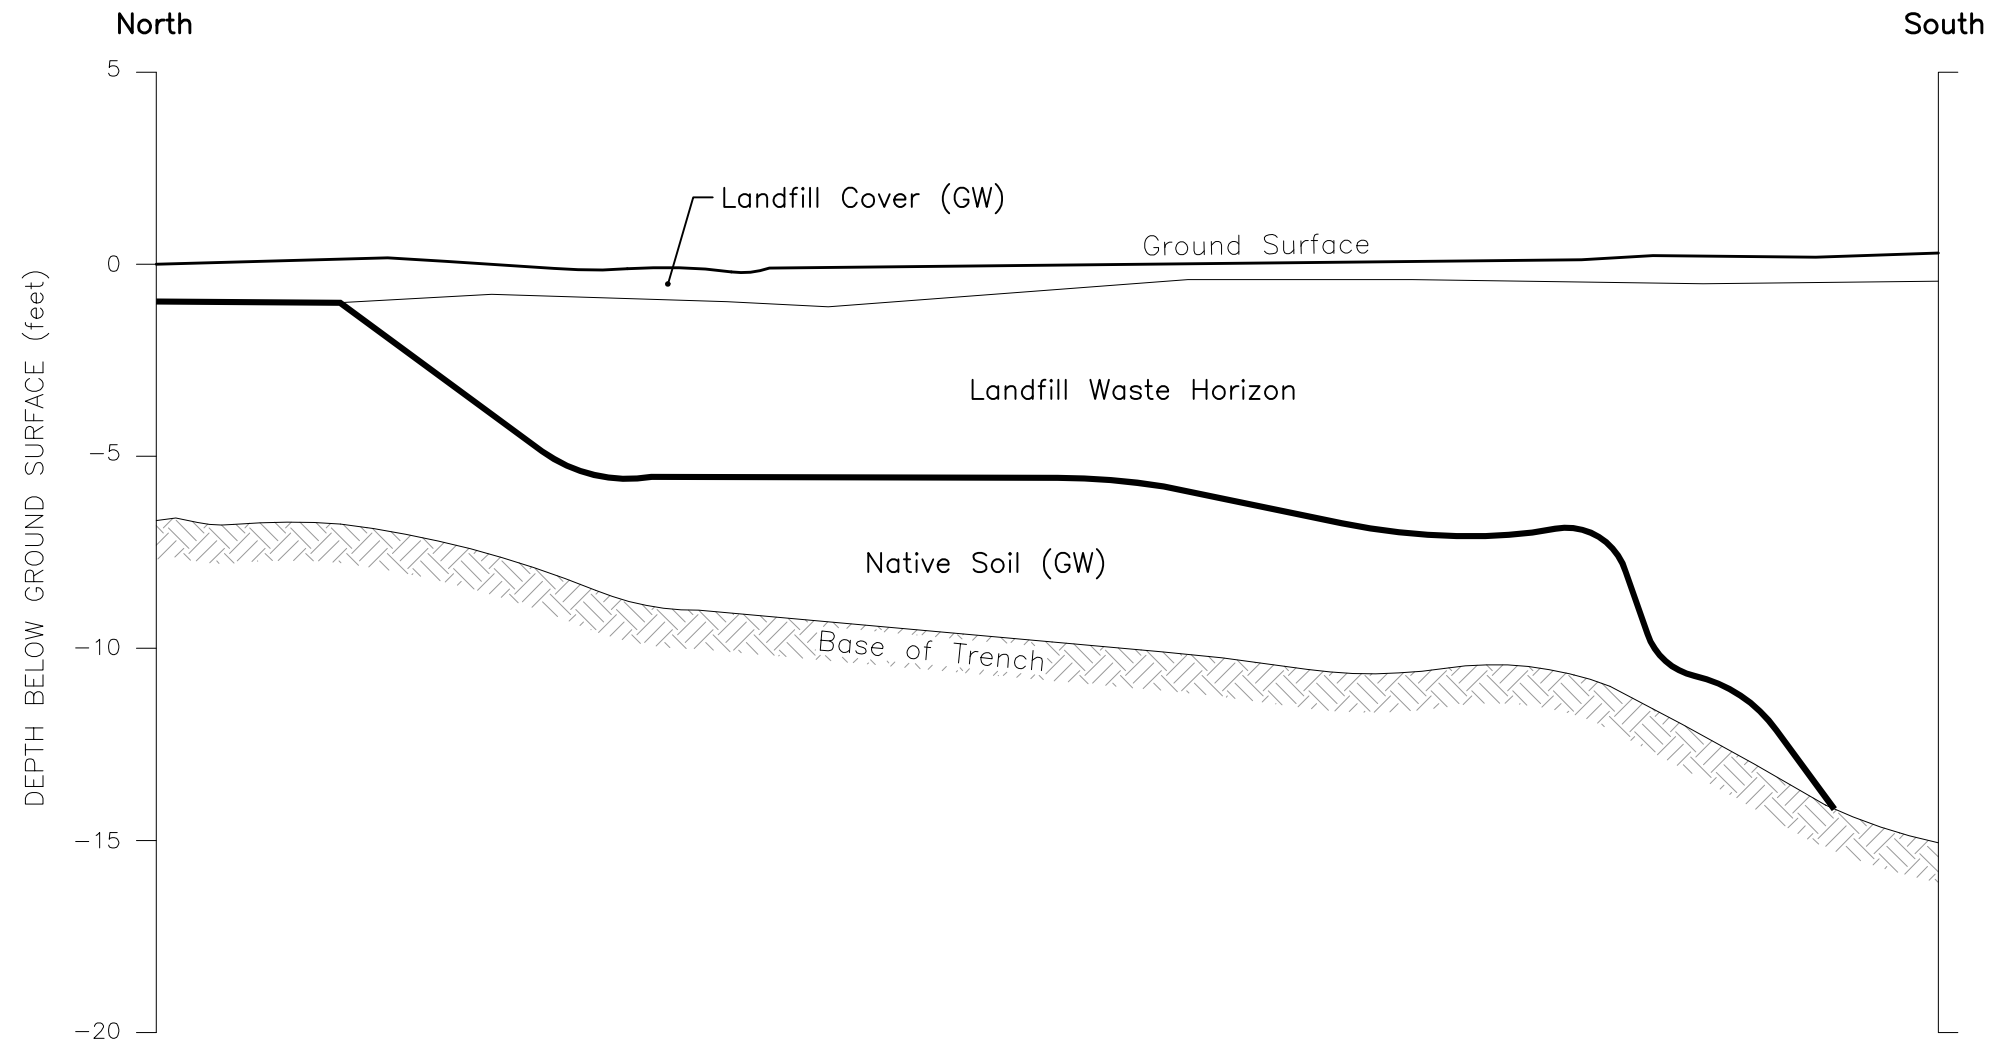 North
South
5
Landfill Cover (GW)
Ground Surface
0
DEPTH BELOW GROUND SURFACE (feet)
Landfill Waste Horizon
-5
Native Soil (GW)
Base of Trench
-10
-15
-20